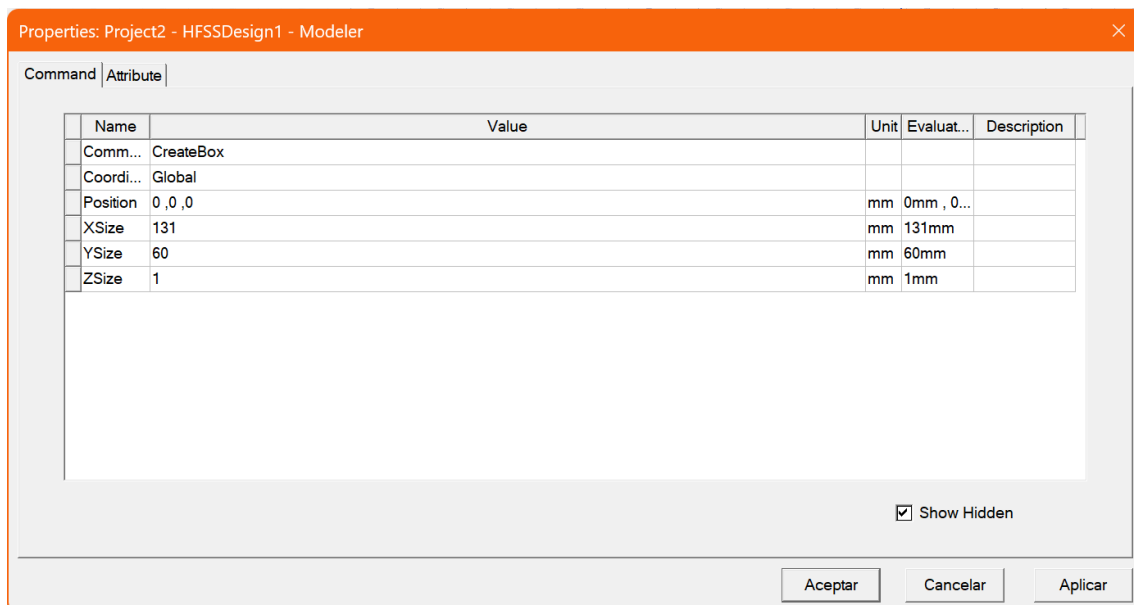 Properties: Project2 - HFSSDesign1 - Modeler
Command Attribute
Name Value Unit Evaluat... Description
Comm... CreateBox
Coordi... Global
Position 0 ,0 ,0 mm 0mm , 0...
XSize 131 mm 131mm
YSize 60 mm 60mm
ZSize 1 mm 1mm
Show Hidden
Aceptar Cancelar Aplicar